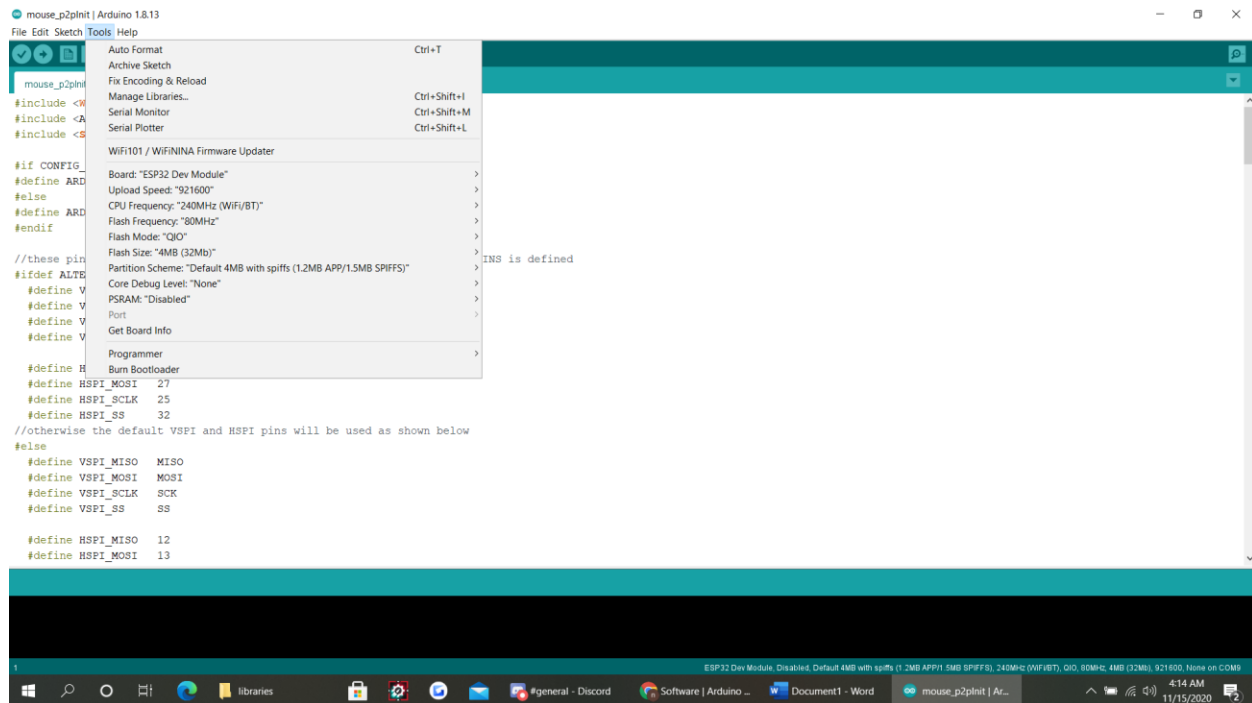 mouse_p2pInit | Arduino 1.8.13
File Edit Sketch Tools Help
Auto Format Ctrl+T
Archive Sketch
Fix Encoding & Reload
Manage Libraries... Ctrl+Shift+I
Serial Monitor Ctrl+Shift+M
Serial Plotter Ctrl+Shift+L
WiFi101 / WiFiNINA Firmware Updater
Board: "ESP32 Dev Module"
Upload Speed: "921600"
CPU Frequency: "240MHz (WiFi/BT)"
Flash Frequency: "80MHz"
Flash Mode: "QIO"
Flash Size: "4MB (32Mb)"
Partition Scheme: "Default 4MB with spiffs (1.2MB APP/1.5MB SPIFFS)"
Core Debug Level: "None"
PSRAM: "Disabled"
Port
Get Board Info
Programmer
Burn Bootloader
mouse_p2pInit
#include <W
#include <A
#include <S
#if CONFIG_
#define ARD
#else
#define ARD
#endif
//these pin INS is defined
#ifdef ALTE
#define V
#define V
#define V
#define V
#define H
#define HSPI_MOSI 27
#define HSPI_SCLK 25
#define HSPI_SS 32
//otherwise the default VSPI and HSPI pins will be used as shown below
#else
#define VSPI_MISO MISO
#define VSPI_MOSI MOSI
#define VSPI_SCLK SCK
#define VSPI_SS SS
#define HSPI_MISO 12
#define HSPI_MOSI 13
1 ESP32 Dev Module, Disabled, Default 4MB with spiffs (1.2MB APP/1.5MB SPIFFS), 240MHz (WiFi/BT), QIO, 80MHz, 4MB (32Mb), 921600, None on COM9
libraries #general - Discord Software | Arduino ... Document1 - Word mouse_p2pInit | Ar... 4:14 AM
11/15/2020 2